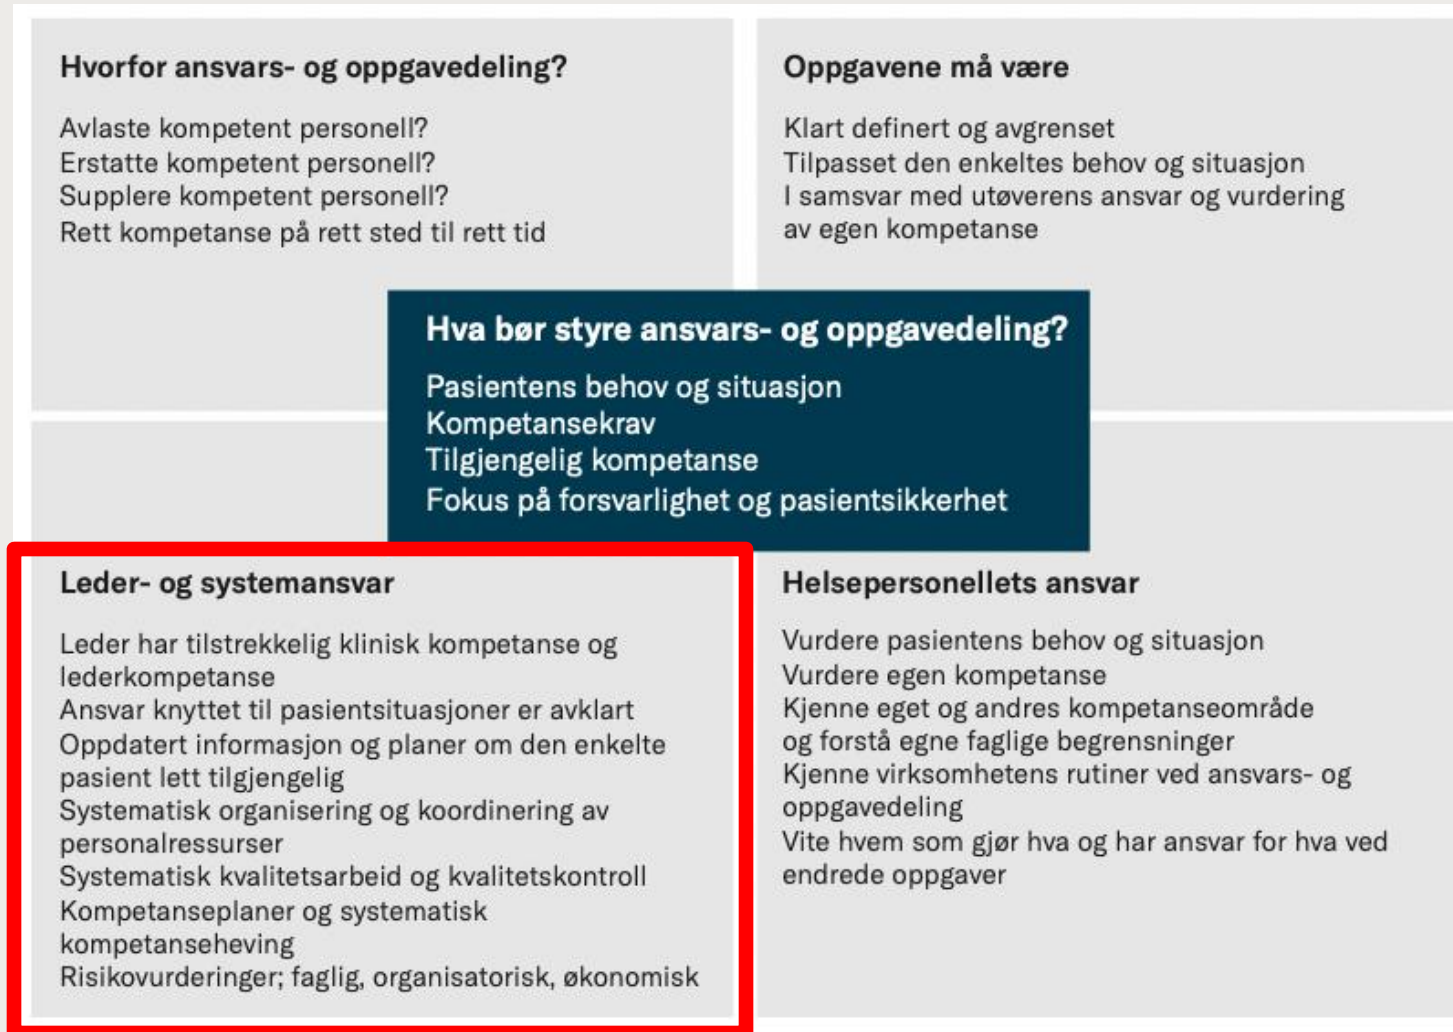 Hvorfor ansvars- og oppgavedeling?
Avlaste kompetent personell?
Erstatte kompetent personell?
Supplere kompetent personell?
Rett kompetanse på rett sted til rett tid
Oppgavene må være
Klart definert og avgrenset
Tilpasset den enkeltes behov og situasjon
I samsvar med utøverens ansvar og vurdering
av egen kompetanse
Hva bør styre ansvars- og oppgavedeling?
Pasientens behov og situasjon
Kompetansekrav
Tilgjengelig kompetanse
Fokus på forsvarlighet og pasientsikkerhet
Leder- og systemansvar
Leder har tilstrekkelig klinisk kompetanse og
lederkompetanse
Ansvar knyttet til pasientsituasjoner er avklart
Oppdatert informasjon og planer om den enkelte
pasient lett tilgjengelig
Systematisk organisering og koordinering av
personalressurser
Systematisk kvalitetsarbeid og kvalitetskontroll
Kompetanseplaner og systematisk
kompetanseheving
Risikovurderinger; faglig, organisatorisk, økonomisk
Helsepersonellets ansvar
Vurdere pasientens behov og situasjon
Vurdere egen kompetanse
Kjenne eget og andres kompetanseområde
og forstå egne faglige begrensninger
Kjenne virksomhetens rutiner ved ansvars- og
oppgavedeling
Vite hvem som gjør hva og har ansvar for hva ved
endrede oppgaver